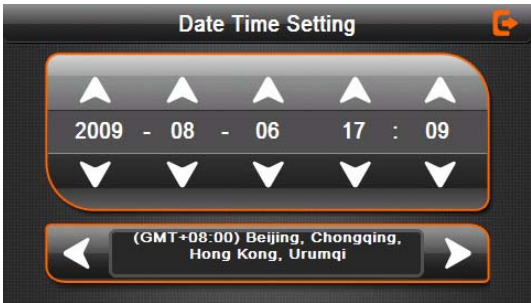 Date Time Setting
2009 - 08 - 06 17 : 09
(GMT+08:00) Beijing, Chongqing,
Hong Kong, Urumqi